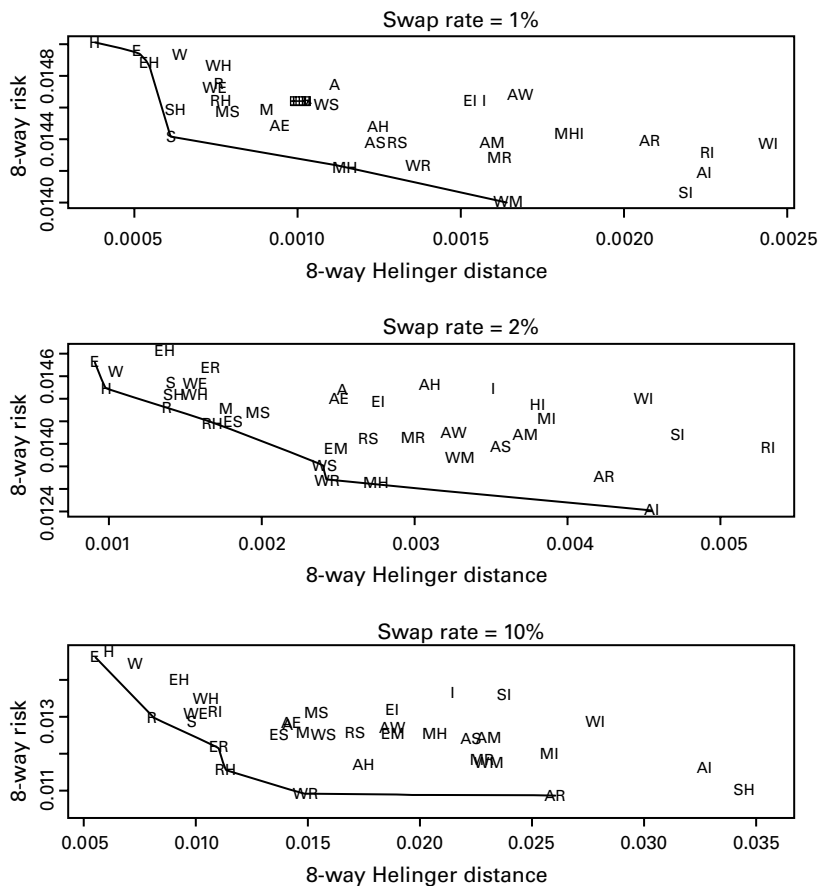 Swap rate = 1%
8-way risk
0.0148
0.0144
0.0140
H
E
EH
W
WH
R
WE
RH
SH
MS
M
AE
S
A
WS
EI I
AW
AH
AS RS
MH
WR
AM
MR
WM
MHI
AR
RI
AI
SI
WI
0.0005 0.0010 0.0015 0.0020 0.0025
8-way Helinger distance
Swap rate = 2%
8-way risk
0.0146
0.0140
0.0124
E
H
EH
W
ER
S WE
SH WH
R
M MS
RH ES
A
AE
EI
AH
I
HI
MI
WI
EM
RS
MR
AW
AM
AS
WM
SI
RI
WS
WR
MH
AR
AI
0.001 0.002 0.003 0.004 0.005
8-way Helinger distance
Swap rate = 10%
8-way risk
0.013
0.011
E
H
W
EH
WH
WE RI
S
R
ER
RH
MS
AE
ES
M WS
RS
EI
AW
EM
MH
I
SI
WI
AS AM
AH
MR
WM
MI
AI
SH
WR
AR
0.005 0.010 0.015 0.020 0.025 0.030 0.035
8-way Helinger distance